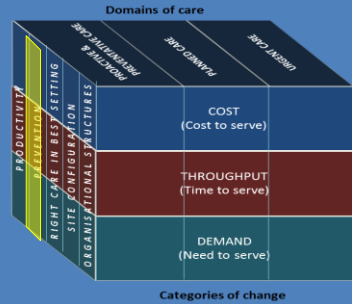 Domains of care
PROACTIVE &
PREVENTATIVE CARE
PLANNED CARE
URGENT CARE
PRODUCTIVITY
PREVENTION
RIGHT CARE IN BEST SETTING
SITE CONFIGURATION
ORGANISATIONAL STRUCTURES
COST
(Cost to serve)
THROUGHPUT
(Time to serve)
DEMAND
(Need to serve)
Categories of change